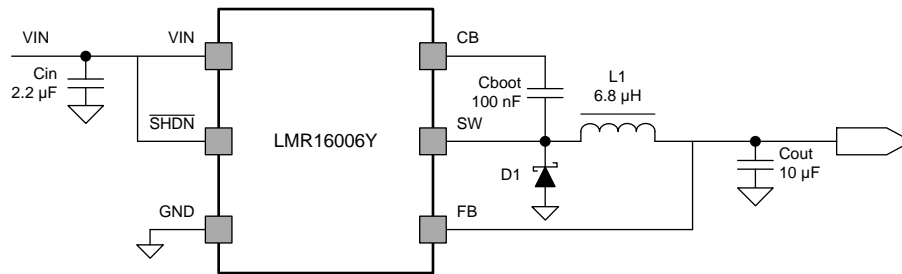 VIN
VIN
CB
Cin
2.2 µF
Cboot
100 nF
L1
6.8 µH
SHDN
LMR16006Y
SW
Cout
10 µF
D1
GND
FB